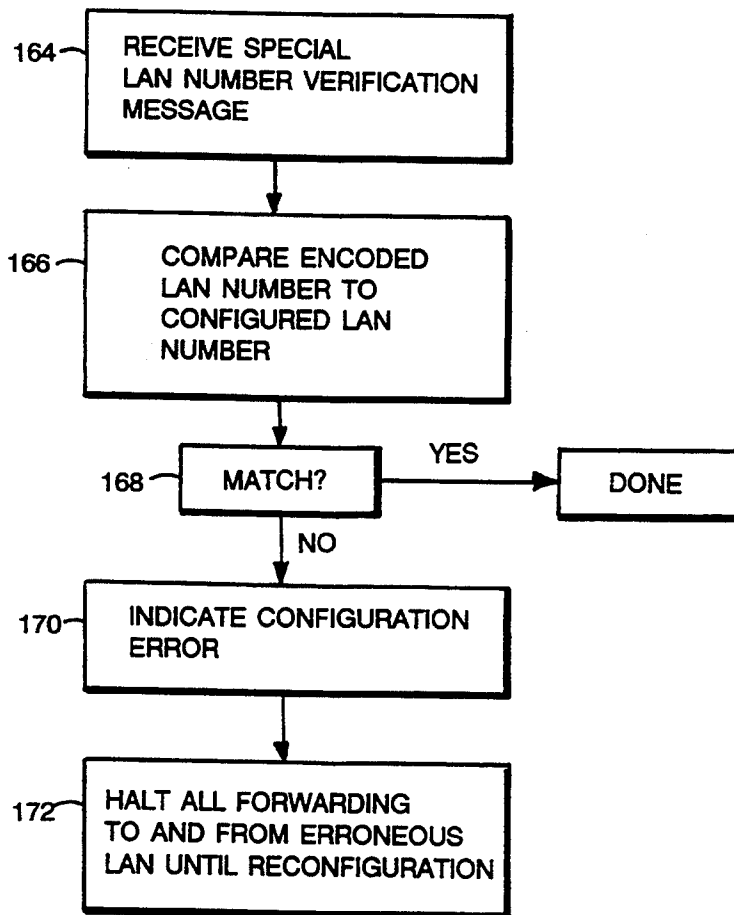 164
RECEIVE SPECIAL
LAN NUMBER VERIFICATION
MESSAGE
166
COMPARE ENCODED
LAN NUMBER TO
CONFIGURED LAN
NUMBER
168
MATCH?
YES
DONE
NO
170
INDICATE CONFIGURATION
ERROR
172
HALT ALL FORWARDING
TO AND FROM ERRONEOUS
LAN UNTIL RECONFIGURATION